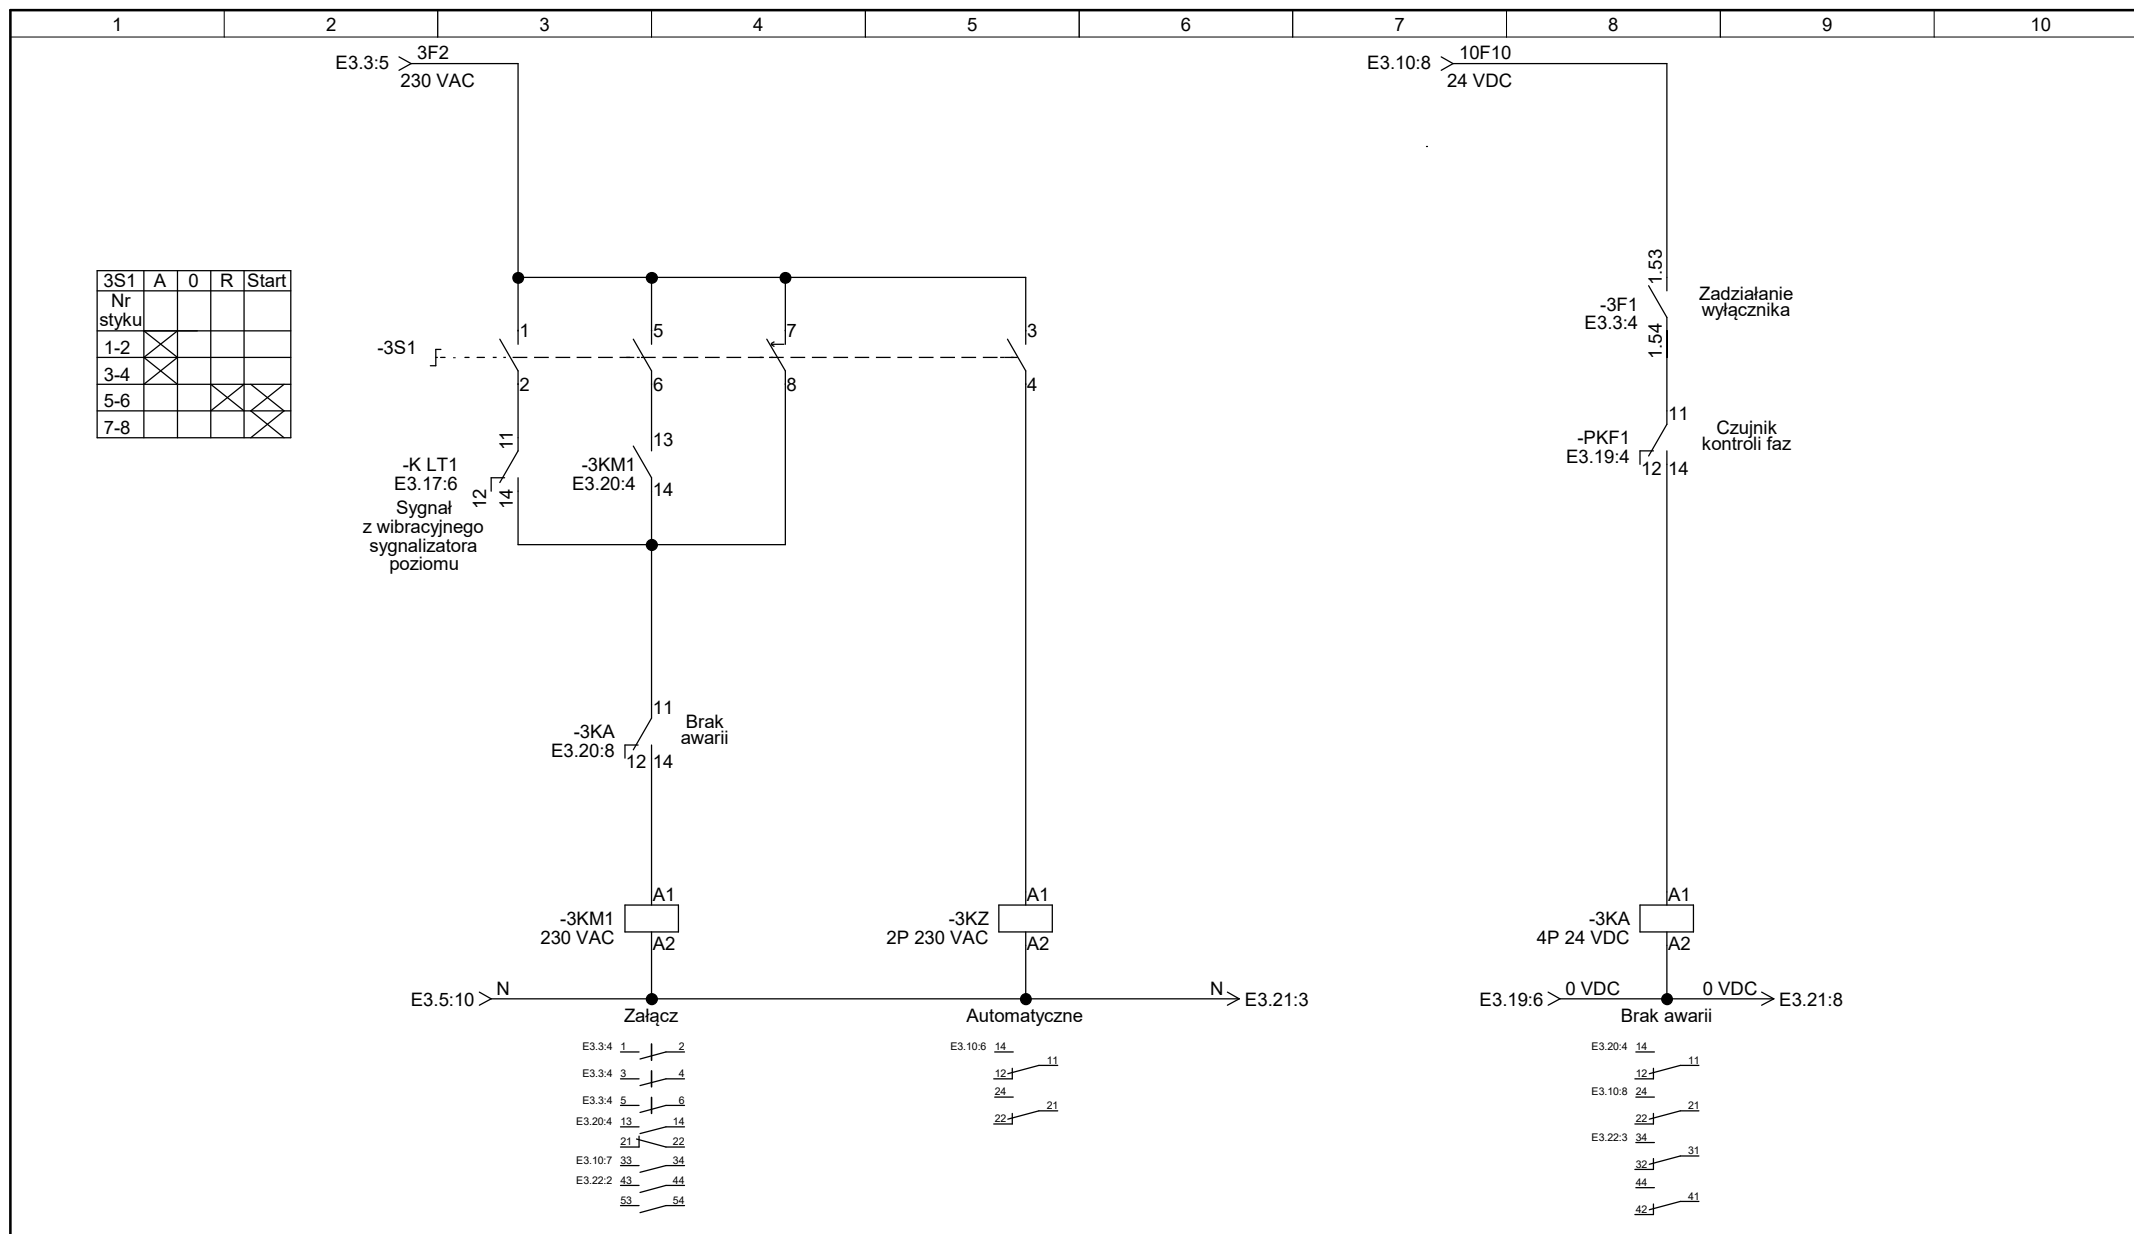 1 2 3 4 5 6 7 8 9 10
E3.3:5 3F2
230 VAC
E3.10:8 10F10
24 VDC
3S1 A 0 R Start
Nr
styku
1-2
3-4
5-6
7-8
-3S1
1
2
5
6
7
8
3
4
-K LT1
E3.17:6
11
12
14
Sygnał
z wibracyjnego
sygnalizatora
poziomu
-3KM1
E3.20:4
13
14
-3KA
E3.20:8
11
12 14
Brak
awarii
-3F1
E3.3:4
1.53
1.54
Zadziałanie
wyłącznika
-PKF1
E3.19:4
11
12 14
Czujnik
kontroli faz
-3KM1
230 VAC
A1
A2
-3KZ
2P 230 VAC
A1
A2
-3KA
4P 24 VDC
A1
A2
E3.5:10 N
N E3.21:3
E3.19:6 0 VDC
0 VDC E3.21:8
Załącz
E3.3:4 1 2
E3.3:4 3 4
E3.3:4 5 6
E3.20:4 13 14
21 22
E3.10:7 33 34
E3.22:2 43 44
53 54
Automatyczne
E3.10:6 14
12 11
24
22 21
Brak awarii
E3.20:4 14
12 11
E3.10:8 24
22 21
E3.22:3 34
32 31
44
42 41